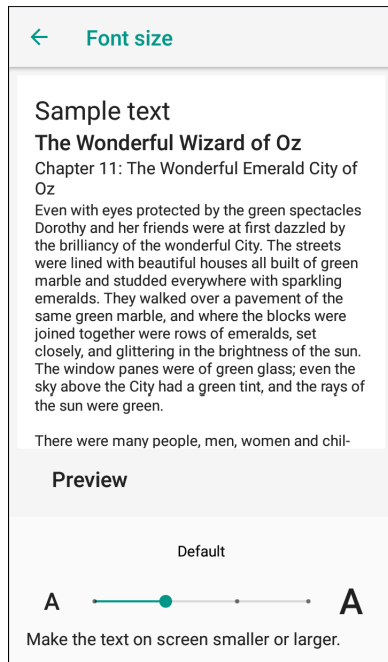 Font size
Sample text
The Wonderful Wizard of Oz
Chapter 11: The Wonderful Emerald City of
Oz
Even with eyes protected by the green spectacles
Dorothy and her friends were at first dazzled by
the brilliancy of the wonderful City. The streets
were lined with beautiful houses all built of green
marble and studded everywhere with sparkling
emeralds. They walked over a pavement of the
same green marble, and where the blocks were
joined together were rows of emeralds, set
closely, and glittering in the brightness of the sun.
The window panes were of green glass; even the
sky above the City had a green tint, and the rays of
the sun were green.
There were many people, men, women and chil-
Preview
Default
A A
Make the text on screen smaller or larger.